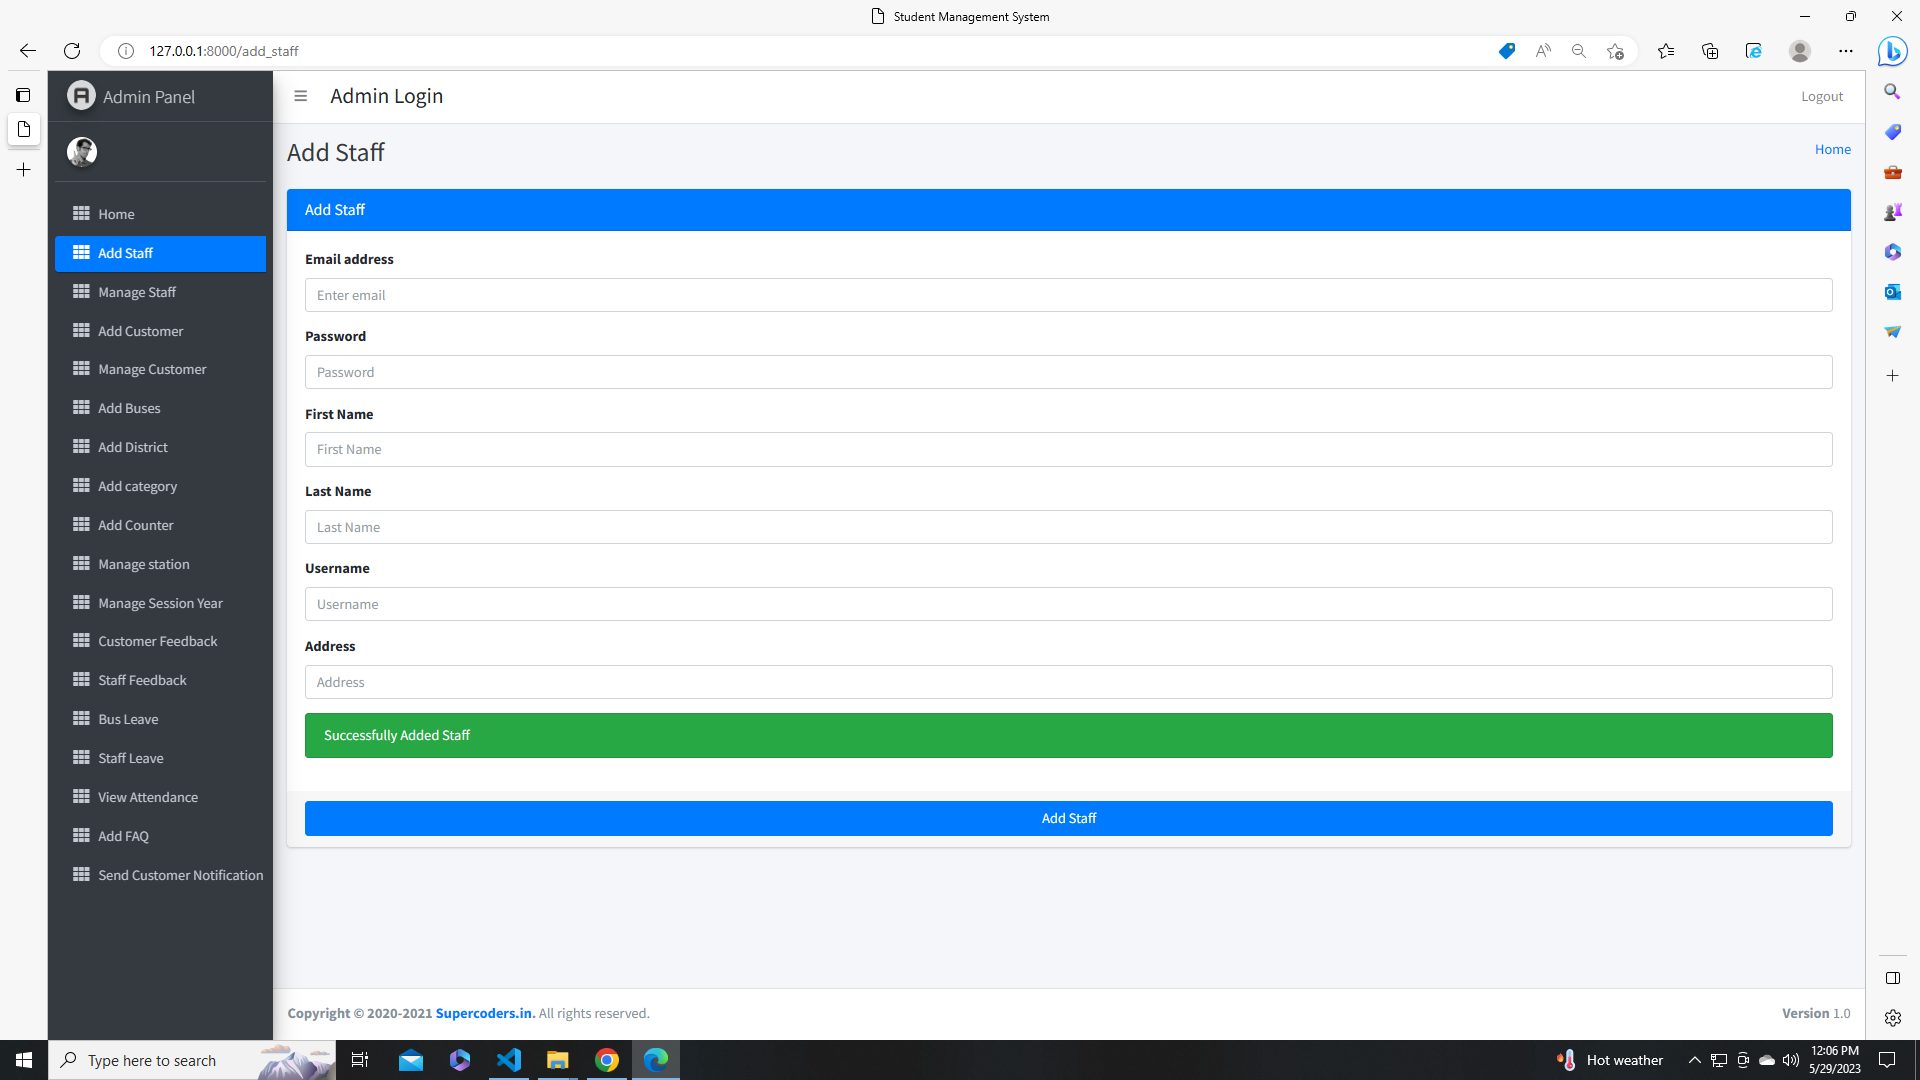 Student Management System
127.0.0.1:8000/add_staff
Admin Panel
Admin Login
Logout
Add Staff
Home
Home
Add Staff
Manage Staff
Add Customer
Manage Customer
Add Buses
Add District
Add category
Add Counter
Manage station
Manage Session Year
Customer Feedback
Staff Feedback
Bus Leave
Staff Leave
View Attendance
Add FAQ
Send Customer Notification
Add Staff
Email address
Enter email
Password
Password
First Name
First Name
Last Name
Last Name
Username
Username
Address
Address
Successfully Added Staff
Add Staff
Copyright © 2020-2021 Supercoders.in. All rights reserved.
Version 1.0
Type here to search
Hot weather
12:06 PM
5/29/2023